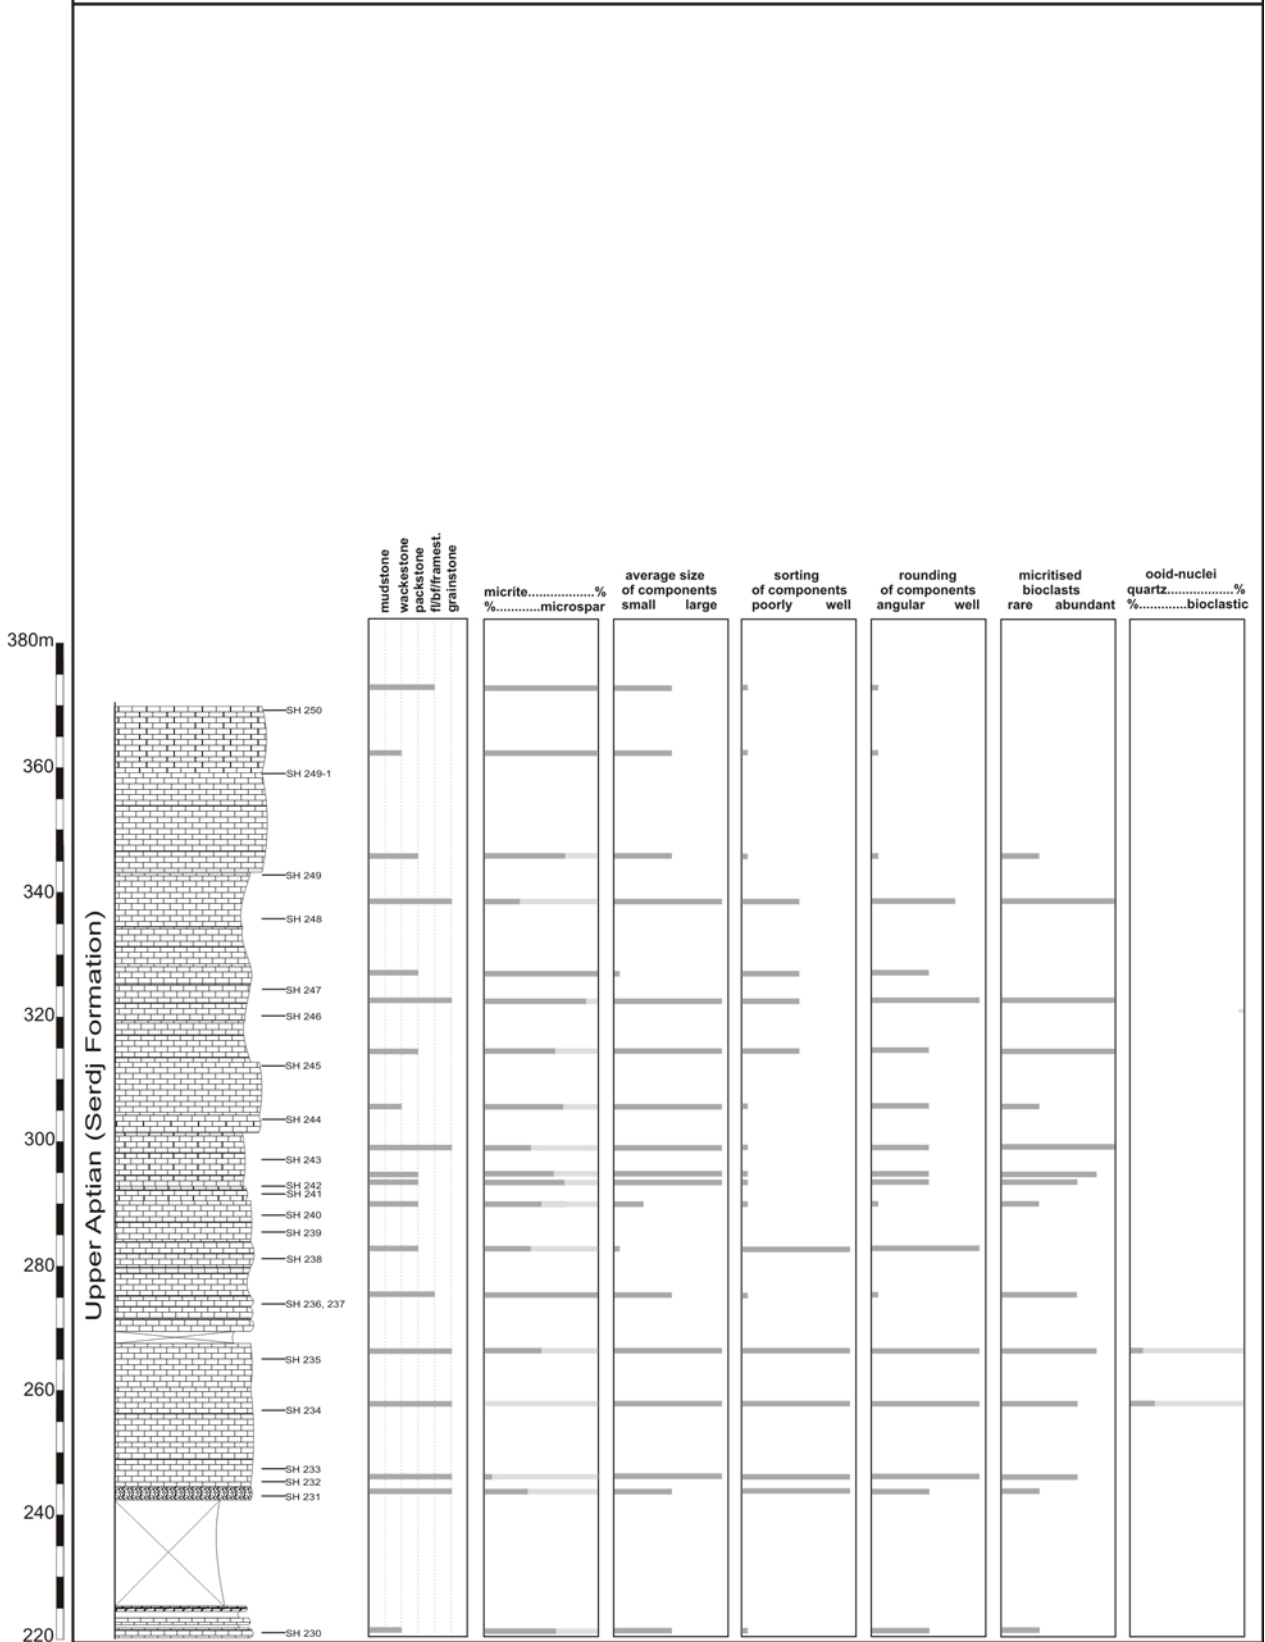 mudstone
wackestone
packstone
fl/bf/framest.
grainstone
micrite..................%
%............microspar
average size
of components
small large
sorting
of components
poorly well
rounding
of components
angular well
micritised
bioclasts
rare abundant
ooid-nuclei
quartz..................%
%.............bioclastic
380m
360
340
320
300
280
260
240
220
Upper Aptian (Serdj Formation)
SH 250
SH 249-1
SH 249
SH 248
SH 247
SH 246
SH 245
SH 244
SH 243
SH 242
SH 241
SH 240
SH 239
SH 238
SH 236, 237
SH 235
SH 234
SH 233
SH 232
SH 231
SH 230